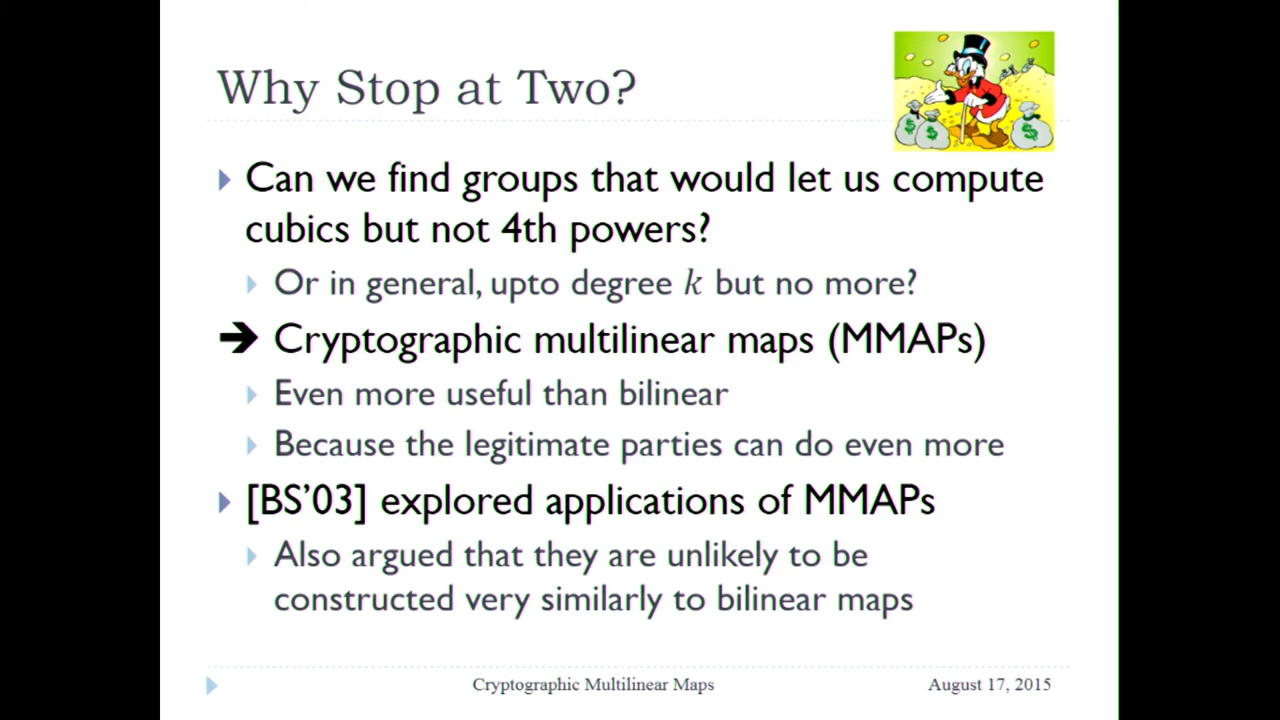 Why Stop at Two?
Can we find groups that would let us compute
cubics but not 4th powers?
Or in general, upto degree k but no more?
➔ Cryptographic multilinear maps (MMAPs)
Even more useful than bilinear
Because the legitimate parties can do even more
[BS’03] explored applications of MMAPs
Also argued that they are unlikely to be
constructed very similarly to bilinear maps
Cryptographic Multilinear Maps
August 17, 2015
$
$
$